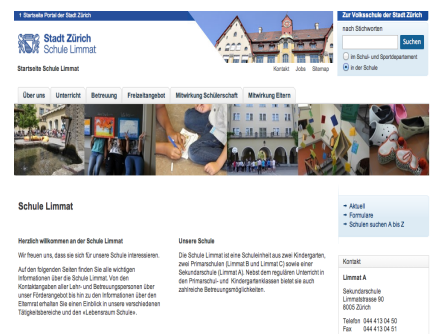 Startseite Portal der Stadt Zürich
Zur Volksschule der Stadt Zürich
nach Stichworten
Suchen
im Schul- und Sportdepartement
in der Schule
Stadt Zürich
Schule Limmat
Startseite Schule Limmat
Kontakt Jobs Sitemap
Über uns Unterricht Betreuung Freizeitangebot Mitwirkung Schülerschaft Mitwirkung Eltern
Schule Limmat
Herzlich willkommen an der Schule Limmat
Wir freuen uns, dass sie sich für unsere Schule interessieren.
Auf den folgenden Seiten finden Sie alle wichtigen
Informationen über die Schule Limmat. Von den
Kontaktangaben aller Lehr- und Betreuungspersonen über
unser Förderangebot bis hin zu den Informationen über den
Elternrat erhalten Sie einen Einblick in unsere verschiedenen
Tätigkeitsbereiche und den «Lebensraum Schule».
Unsere Schule
Die Schule Limmat ist eine Schuleinheit aus zwei Kindergarten,
zwei Primarschulen (Limmat B und Limmat C) sowie einer
Sekundarschule (Limmat A). Nebst dem regulären Unterricht in
den Primarschul- und Kindergartenklassen bietet sie auch
zahlreiche Betreuungsmöglichkeiten.
Aktuell
Formulare
Schulen suchen A bis Z
Kontakt
Limmat A
Sekundarschule
Limmatstrasse 90
8005 Zürich
Telefon 044 413 04 50
Fax 044 413 04 51